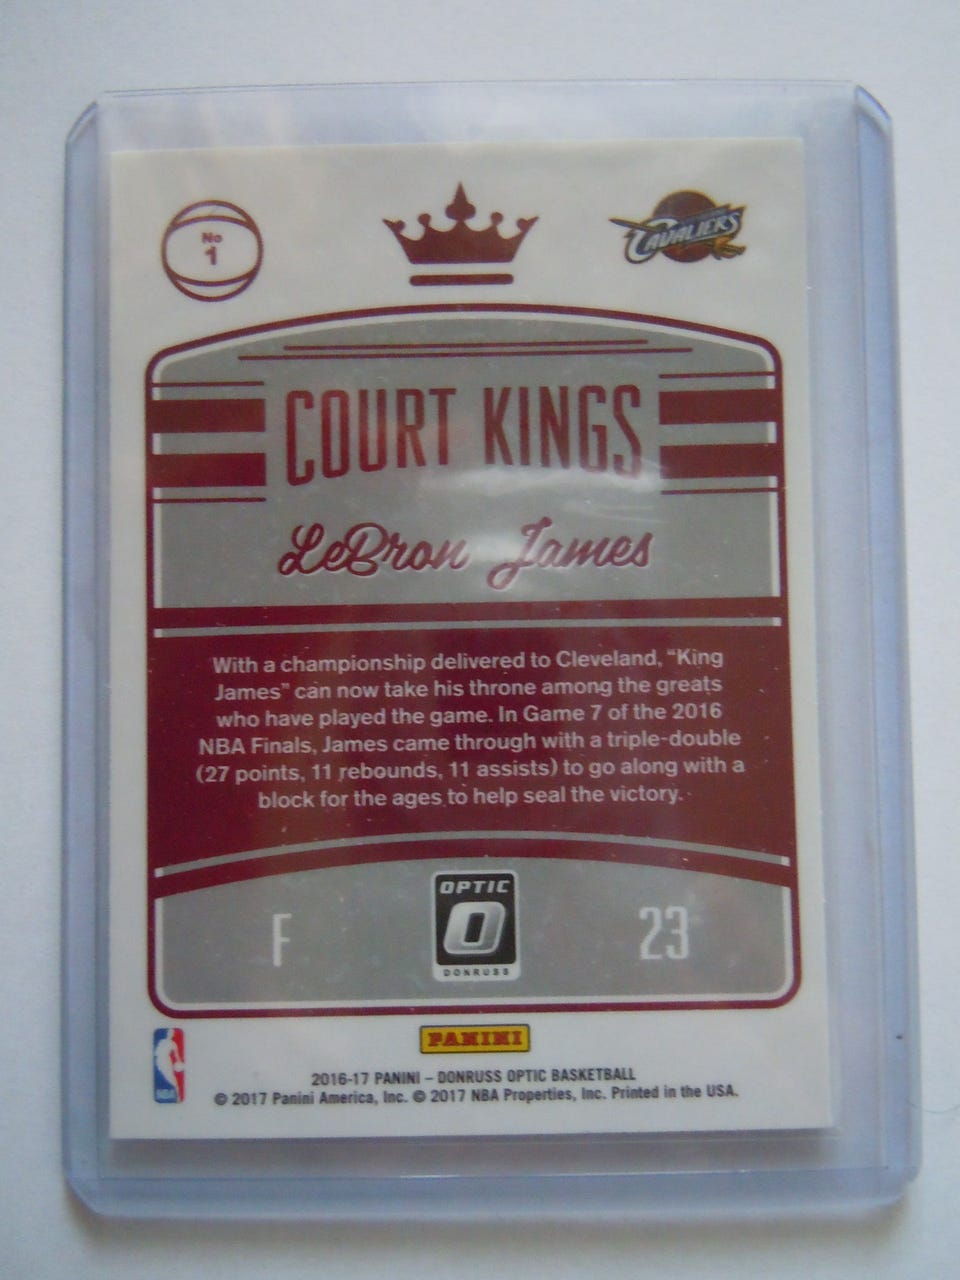 No
1
CAVALIERS
COURT KINGS
LeBron James
With a championship delivered to Cleveland, "King
James" can now take his throne among the greats
who have played the game. In Game 7 of the 2016
NBA Finals, James came through with a triple-double
(27 points, 11 rebounds, 11 assists) to go along with a
block for the ages to help seal the victory.
F
OPTIC
O
DONRUSS
23
PANINI
NBA
2016-17 PANINI – DONRUSS OPTIC BASKETBALL
© 2017 Panini America, Inc. © 2017 NBA Properties, Inc. Printed in the USA.